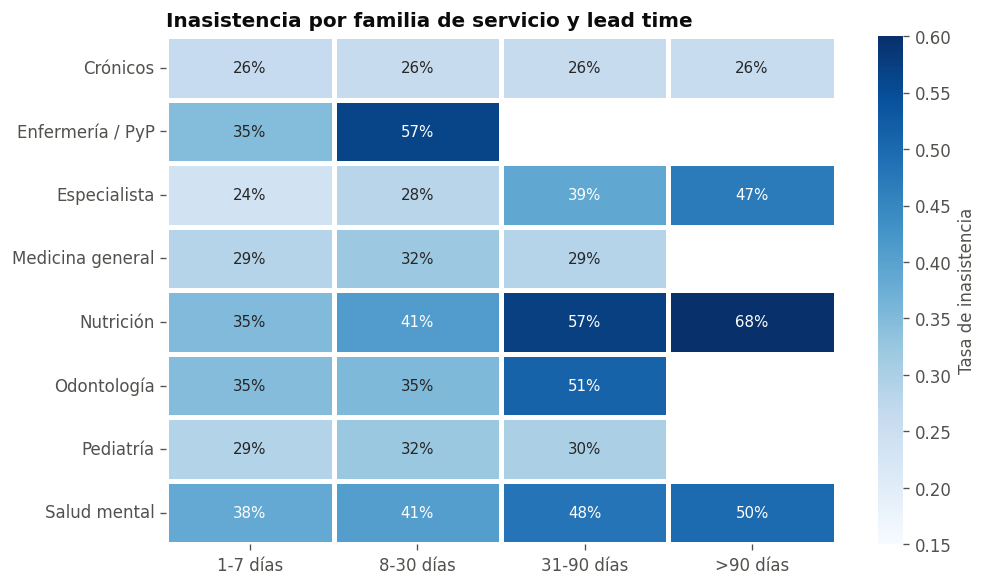 Inasistencia por familia de servicio y lead time
Crónicos 26% 26% 26% 26%
Enfermería / PyP 35% 57%
Especialista 24% 28% 39% 47%
Medicina general 29% 32% 29%
Nutrición 35% 41% 57% 68%
Odontología 35% 35% 51%
Pediatría 29% 32% 30%
Salud mental 38% 41% 48% 50%
1-7 días 8-30 días 31-90 días >90 días
0.60
0.55
0.50
0.45
0.40
0.35
0.30
0.25
0.20
0.15
Tasa de inasistencia